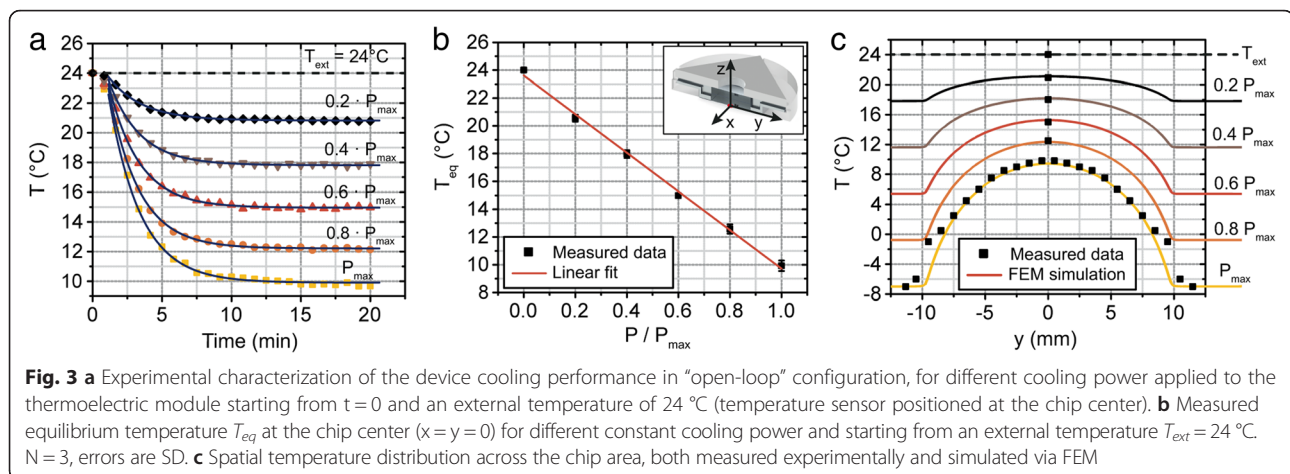 a
T_ext = 24°C
26
24
22
20
18
16
14
12
10
T (°C)
0.2 · P_max
0.4 · P_max
0.6 · P_max
0.8 · P_max
P_max
0 5 10 15 20
Time (min)
b
26
24
22
20
18
16
14
12
10
8
T_eq (°C)
z
x
y
Measured data
Linear fit
0.0 0.2 0.4 0.6 0.8 1.0
P / P_max
c
24
20
16
12
8
4
0
-4
-8
T (°C)
T_ext
0.2 P_max
0.4 P_max
0.6 P_max
0.8 P_max
P_max
Measured data
FEM simulation
-10 -5 0 5 10
y (mm)
Fig. 3 a Experimental characterization of the device cooling performance in “open-loop” configuration, for different cooling power applied to the
thermoelectric module starting from t = 0 and an external temperature of 24 °C (temperature sensor positioned at the chip center). b Measured
equilibrium temperature T_eq at the chip center (x = y = 0) for different constant cooling power and starting from an external temperature T_ext = 24 °C.
N = 3, errors are SD. c Spatial temperature distribution across the chip area, both measured experimentally and simulated via FEM